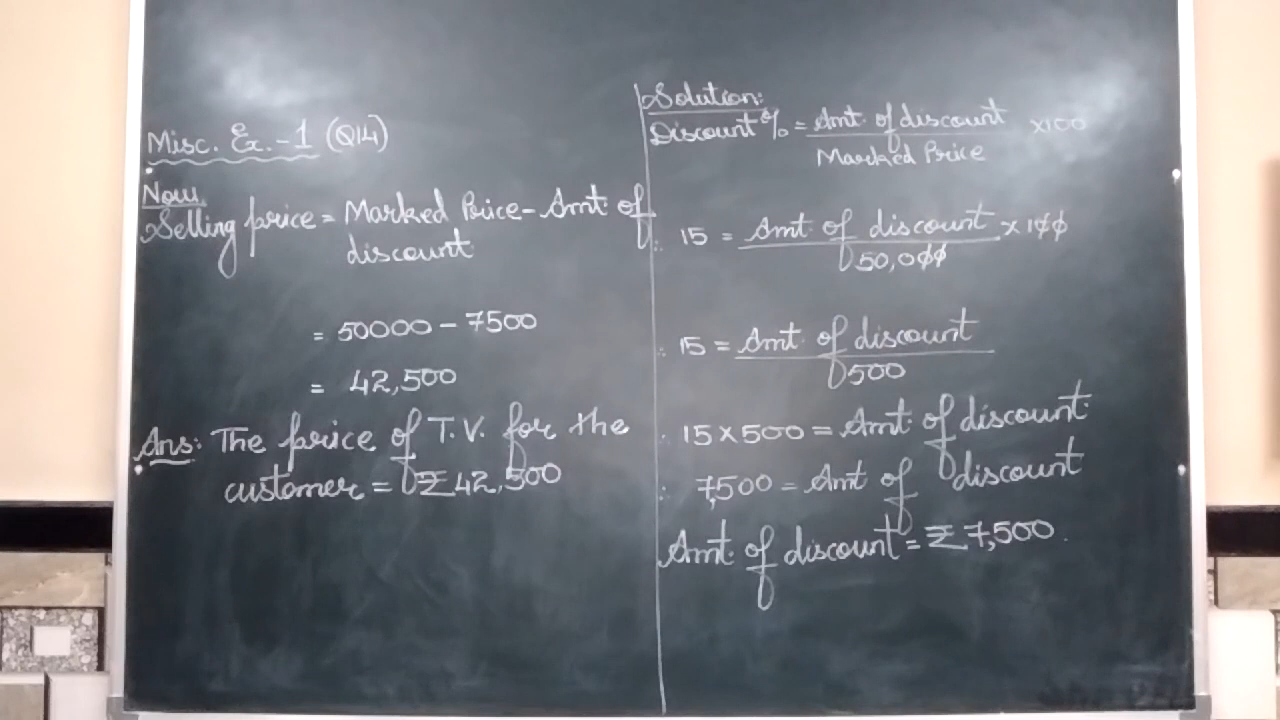 Misc. Ex.-1 (Q14)
Now,
Selling price = Marked Price - Amt of
discount
= 50000 - 7500
= 42,500
Ans: The price of T.V. for the
customer = ₹ 42,500
Solution:
Discount % = Amt. of discount × 100
Marked Price
∴ 15 = Amt. of discount × 100
50,000
∴ 15 = Amt. of discount
500
∴ 15 × 500 = Amt. of discount
∴ 7,500 = Amt of discount
Amt. of discount = ₹ 7,500.